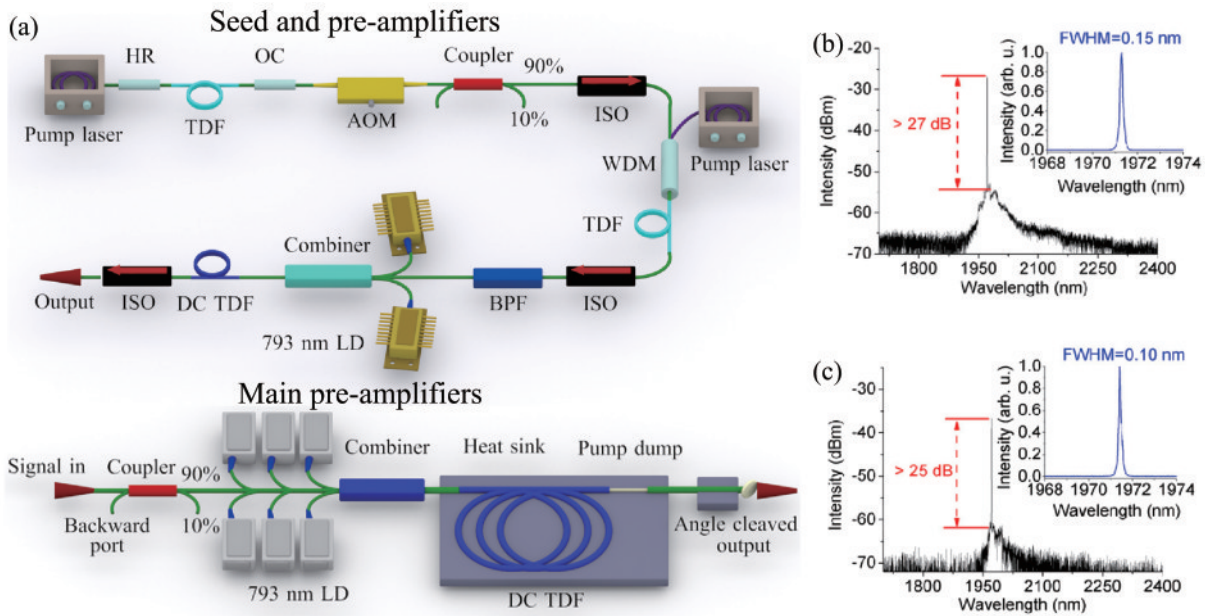 (a)
Seed and pre-amplifiers
HR
OC
Coupler
90%
Pump laser
TDF
AOM
10%
ISO
WDM
Pump laser
TDF
Combiner
Output
ISO
DC TDF
BPF
ISO
793 nm LD
Main pre-amplifiers
Signal in
Coupler
90%
Combiner
Heat sink
Pump dump
Backward
port
10%
Angle cleaved
output
793 nm LD
DC TDF
(b)
-20
-30
-40
-50
-60
-70
Intensity (dBm)
> 27 dB
1800
1950
2100
2250
2400
Wavelength (nm)
FWHM=0.15 nm
Intensity (arb. u.)
1.0
0.8
0.6
0.4
0.2
0.0
1968
1970
1972
1974
Wavelength (nm)
(c)
-30
-40
-50
-60
-70
Intensity (dBm)
> 25 dB
1800
1950
2100
2250
2400
Wavelength (nm)
FWHM=0.10 nm
Intensity (arb. u.)
1.0
0.8
0.6
0.4
0.2
0.0
1968
1970
1972
1974
Wavelength (nm)